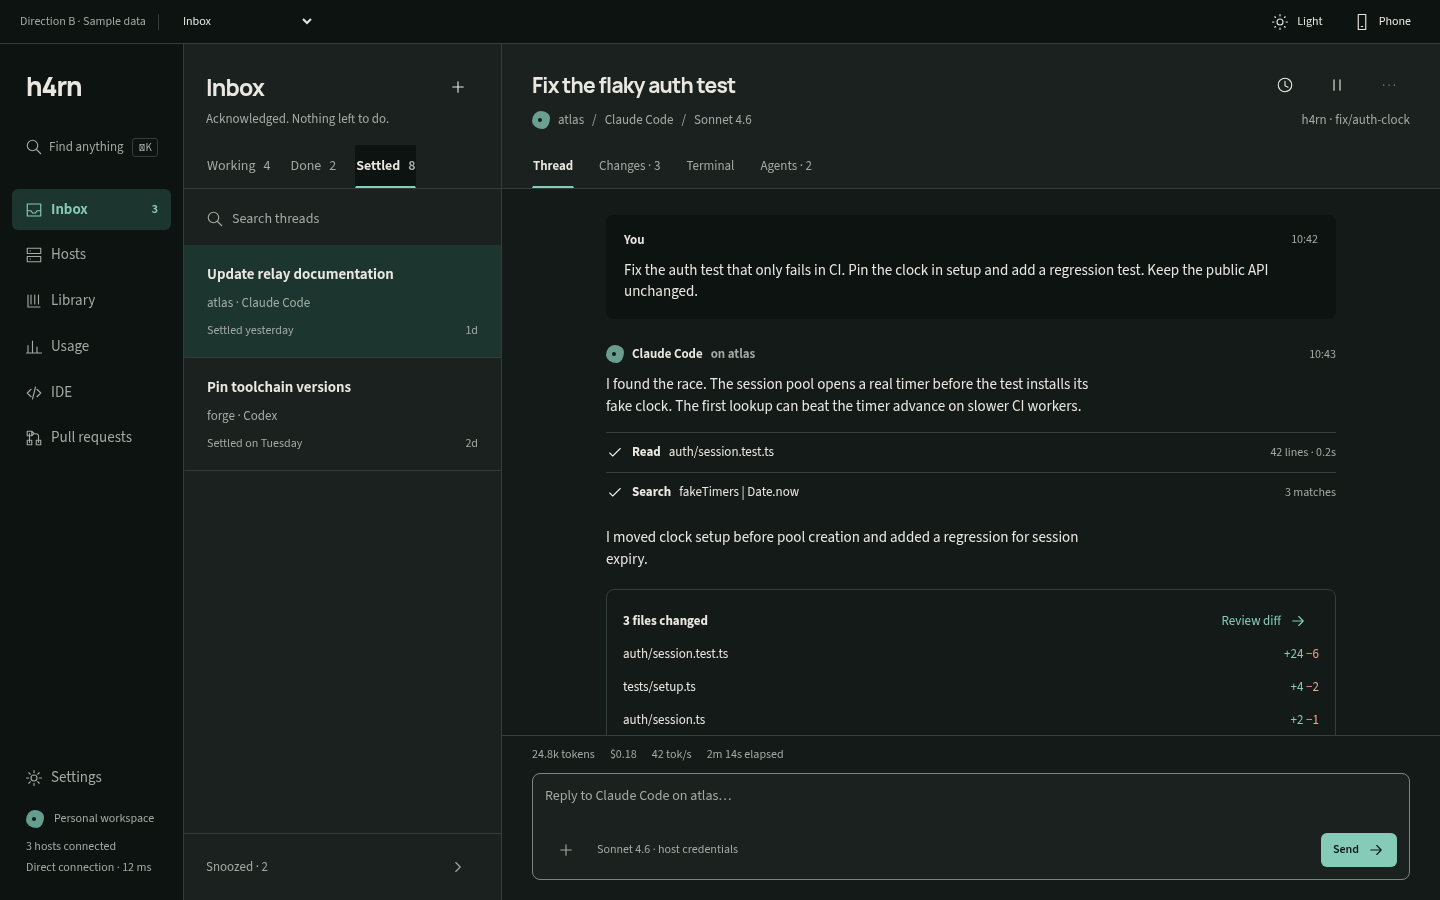 Direction B · Sample data
Inbox
Light
Phone
h4rn
Find anything
K
Inbox 3
Hosts
Library
Usage
IDE
Pull requests
Settings
Personal workspace
3 hosts connected
Direct connection · 12 ms
Inbox
Acknowledged. Nothing left to do.
Working 4 Done 2 Settled 8
Search threads
Update relay documentation
atlas · Claude Code
Settled yesterday 1d
Pin toolchain versions
forge · Codex
Settled on Tuesday 2d
Snoozed · 2
Fix the flaky auth test
atlas / Claude Code / Sonnet 4.6
h4rn · fix/auth-clock
Thread Changes · 3 Terminal Agents · 2
You 10:42
Fix the auth test that only fails in CI. Pin the clock in setup and add a regression test. Keep the public API
unchanged.
Claude Code on atlas 10:43
I found the race. The session pool opens a real timer before the test installs its
fake clock. The first lookup can beat the timer advance on slower CI workers.
Read auth/session.test.ts 42 lines · 0.2s
Search fakeTimers | Date.now 3 matches
I moved clock setup before pool creation and added a regression for session
expiry.
3 files changed Review diff
auth/session.test.ts +24 −6
tests/setup.ts +4 −2
auth/session.ts +2 −1
24.8k tokens $0.18 42 tok/s 2m 14s elapsed
Reply to Claude Code on atlas…
Sonnet 4.6 · host credentials
Send